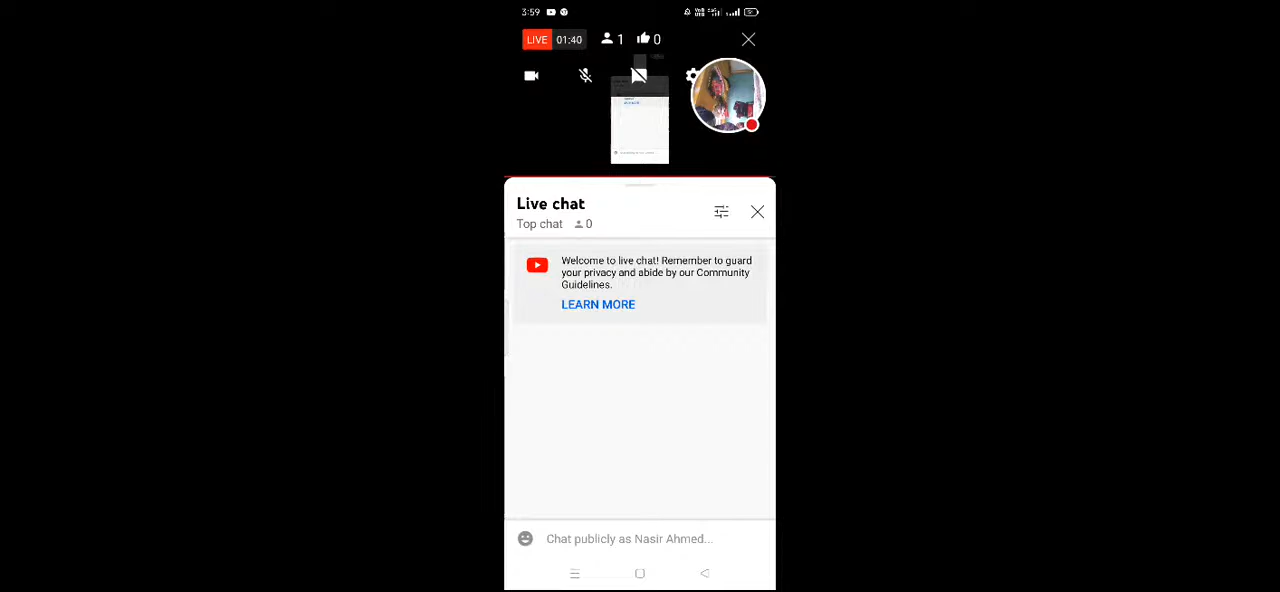 3:59
LIVE 01:40 1 0
Live chat
Top chat 0
Welcome to live chat! Remember to guard
your privacy and abide by our Community
Guidelines.
LEARN MORE
Chat publicly as Nasir Ahmed...